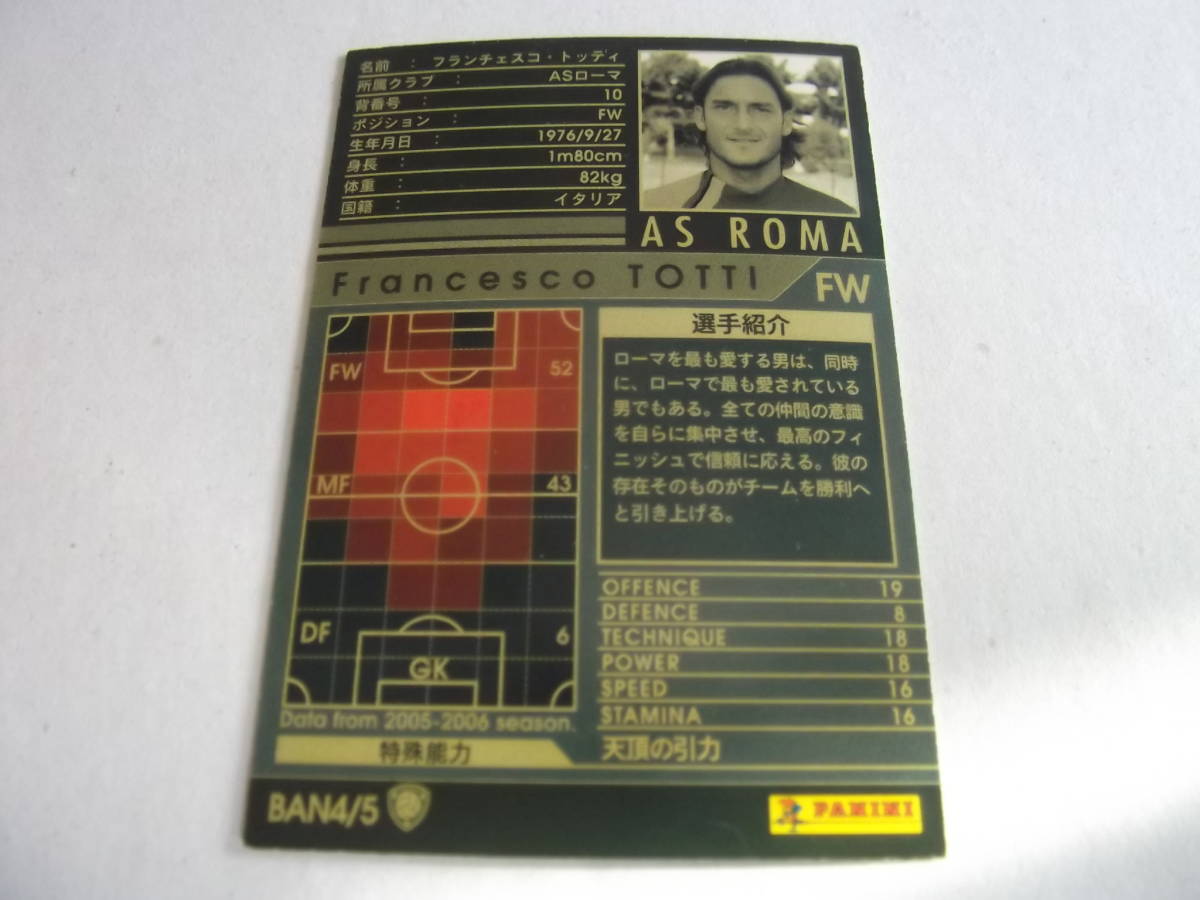 名前 : フランチェスコ・トッティ
所属クラブ : ASローマ
背番号 : 10
ポジション : FW
生年月日 : 1976/9/27
身長 : 1m80cm
体重 : 82kg
国籍 : イタリア
AS ROMA
Francesco TOTTI
FW
FW 52
MF 43
DF 6
GK
Data from 2005-2006 season.
選手紹介
ローマを最も愛する男は、同時
に、ローマで最も愛されている
男でもある。全ての仲間の意識
を自らに集中させ、最高のフィ
ニッシュで信頼に応える。彼の
存在そのものがチームを勝利へ
と引き上げる。
OFFENCE 19
DEFENCE 8
TECHNIQUE 18
POWER 18
SPEED 16
STAMINA 16
特殊能力 天頂の引力
BAN4/5
PANINI